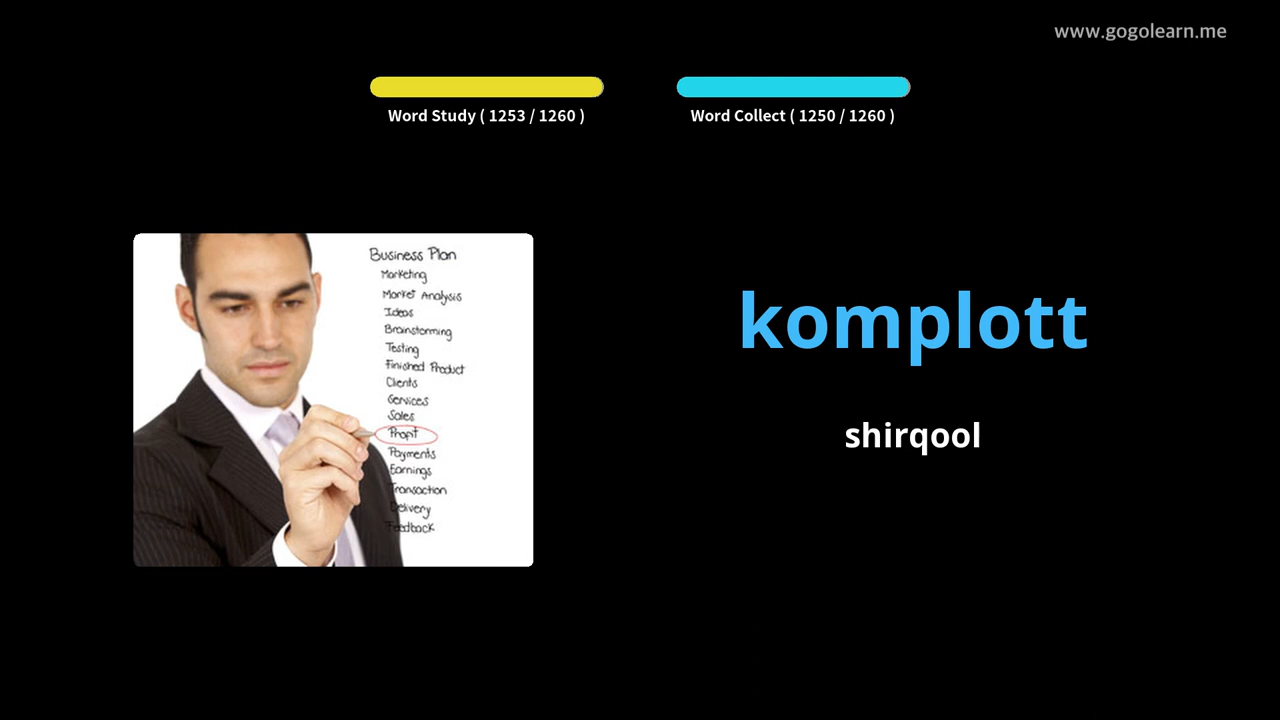 www.gogolearn.me
Word Study ( 1253 / 1260 )
Word Collect ( 1250 / 1260 )
Business Plan
Marketing
Market Analysis
Ideas
Brainstorming
Testing
Finished Product
Clients
Services
Sales
Profit
Payments
Earnings
Transaction
Delivery
Feedback
komplott
shirqool